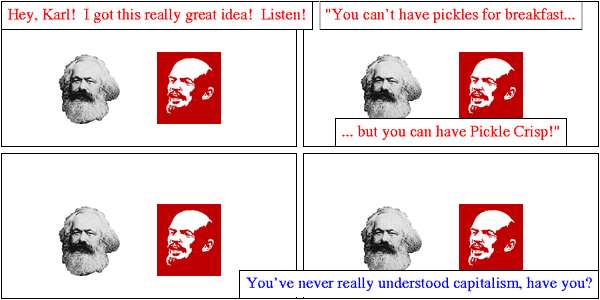 Hey, Karl! I got this really great idea! Listen!
"You can't have pickles for breakfast...
... but you can have Pickle Crisp!"
You've never really understood capitalism, have you?